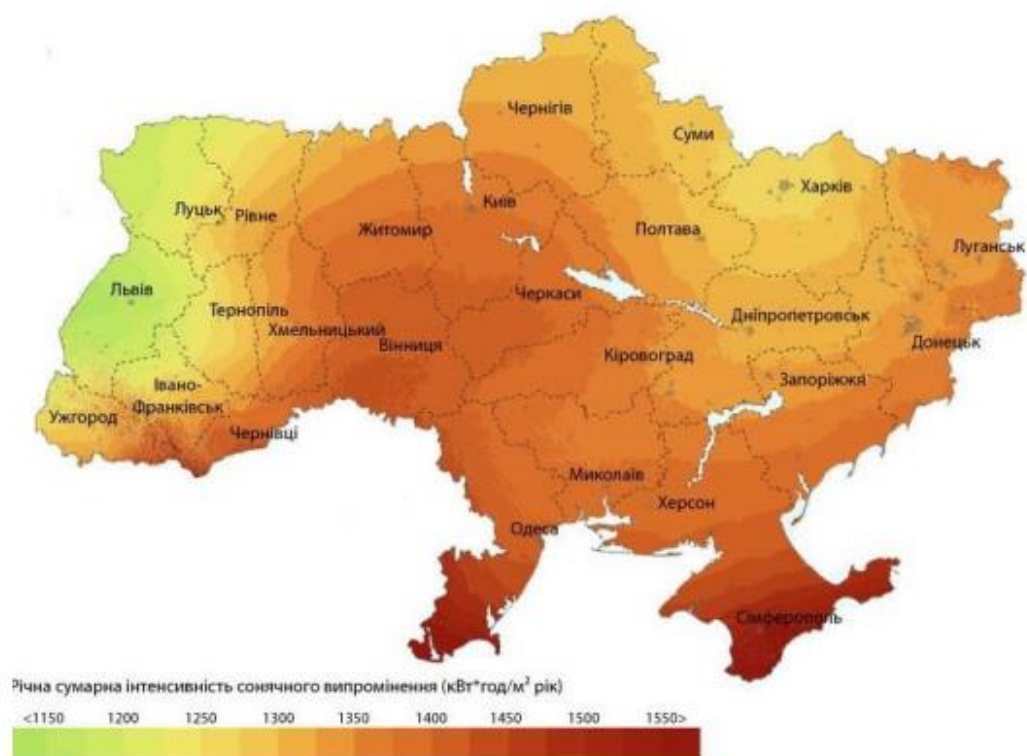 Чернігів
Суми
Харків
Луцьк
Рівне
Київ
Житомир
Полтава
Луганськ
Львів
Черкаси
Тернопіль
Хмельницький
Дніпропетровськ
Вінниця
Донецьк
Кіровоград
Івано-
Франківськ
Запоріжжя
Ужгород
Чернівці
Миколаїв
Херсон
Одеса
Сімферополь
Річна сумарна інтенсивність сонячного випромінення (кВт*год/м² рік)
<1150 1200 1250 1300 1350 1400 1450 1500 1550>